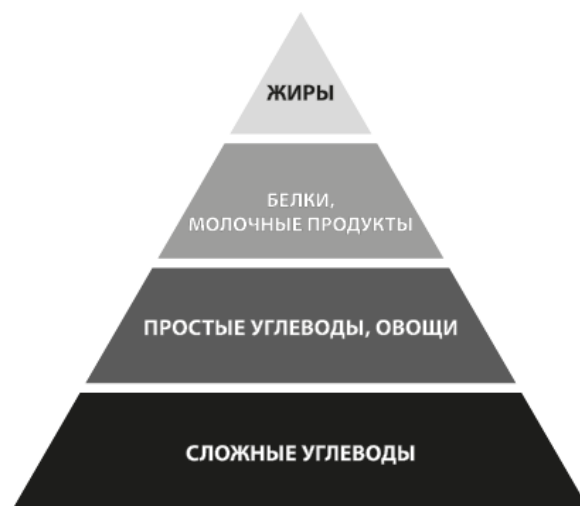 ЖИРЫ
БЕЛКИ,
МОЛОЧНЫЕ ПРОДУКТЫ
ПРОСТЫЕ УГЛЕВОДЫ, ОВОЩИ
СЛОЖНЫЕ УГЛЕВОДЫ